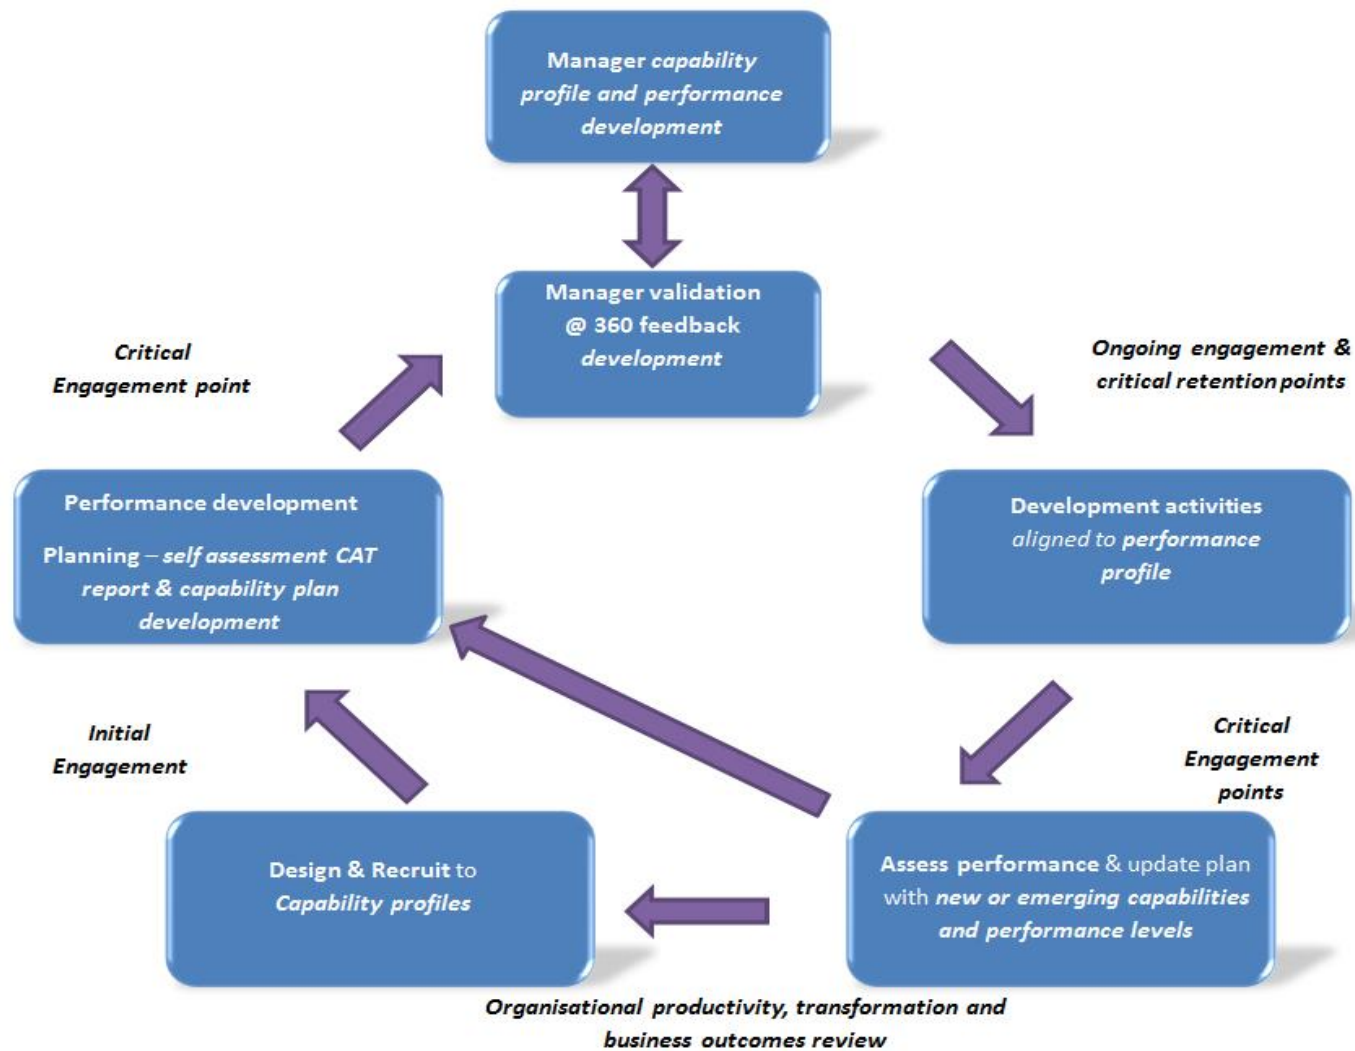 Manager capability
profile and performance
development
Manager validation
@ 360 feedback
development
Critical
Engagement point
Ongoing engagement &
critical retention points
Performance development
Planning – self assessment CAT
report & capability plan
development
Development activities
aligned to performance
profile
Initial
Engagement
Critical
Engagement
points
Design & Recruit to
Capability profiles
Assess performance & update plan
with new or emerging capabilities
and performance levels
Organisational productivity, transformation and
business outcomes review